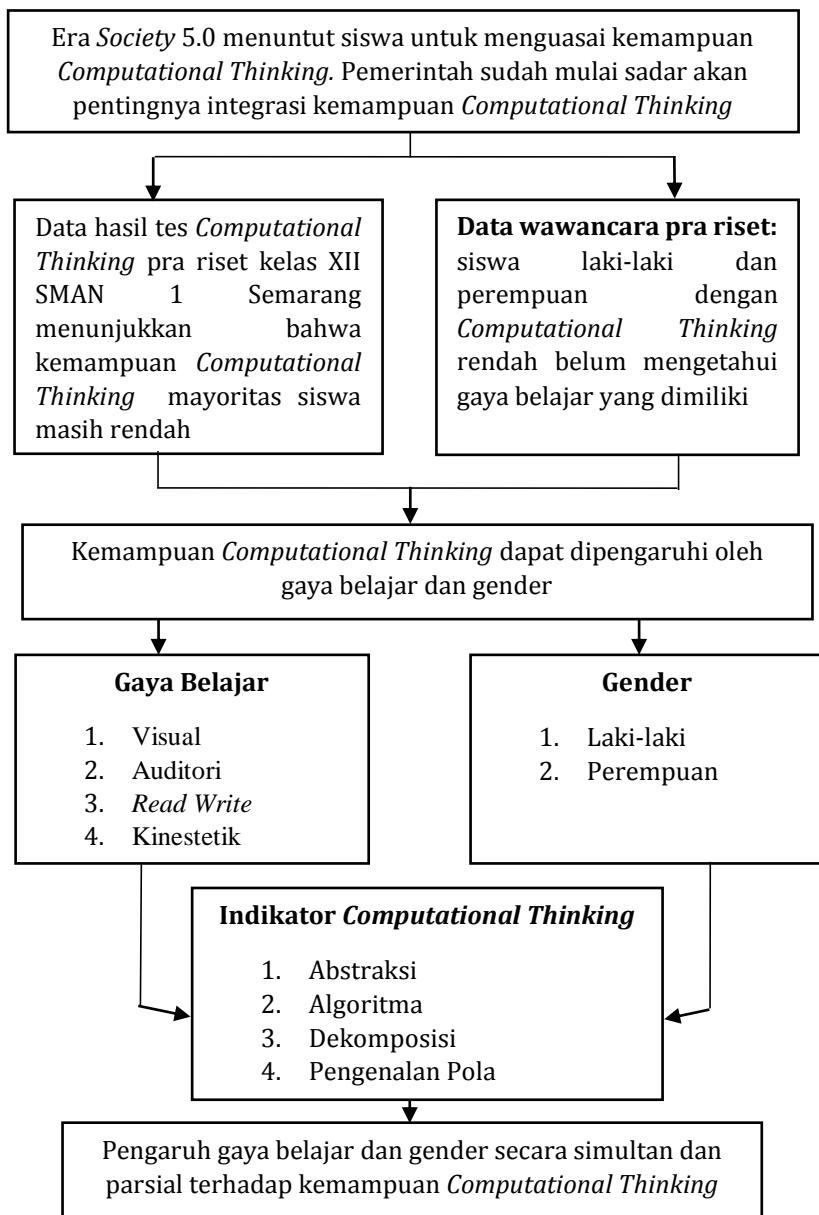 Era Society 5.0 menuntut siswa untuk menguasai kemampuan
Computational Thinking. Pemerintah sudah mulai sadar akan
pentingnya integrasi kemampuan Computational Thinking
Data hasil tes Computational
Thinking pra riset kelas XII
SMAN 1 Semarang
menunjukkan bahwa
kemampuan Computational
Thinking mayoritas siswa
masih rendah
Data wawancara pra riset:
siswa laki-laki dan
perempuan dengan
Computational Thinking
rendah belum mengetahui
gaya belajar yang dimiliki
Kemampuan Computational Thinking dapat dipengaruhi oleh
gaya belajar dan gender
Gaya Belajar
1. Visual
2. Auditori
3. Read Write
4. Kinestetik
Gender
1. Laki-laki
2. Perempuan
Indikator Computational Thinking
1. Abstraksi
2. Algoritma
3. Dekomposisi
4. Pengenalan Pola
Pengaruh gaya belajar dan gender secara simultan dan
parsial terhadap kemampuan Computational Thinking